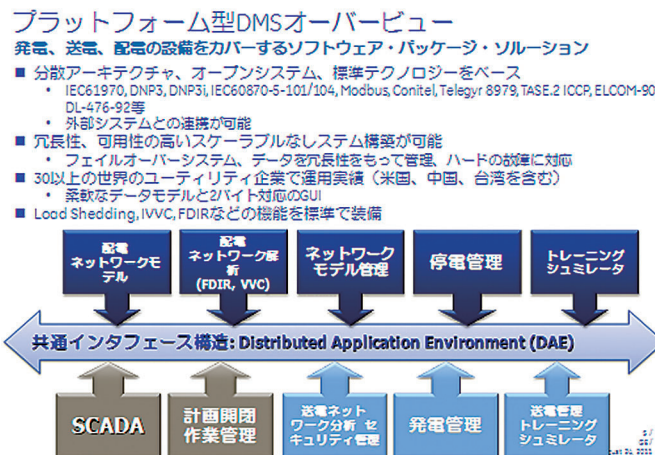 プラットフォーム型DMSオーバービュー
発電、送電、配電の設備をカバーするソフトウェア・パッケージ・ソルーション
■ 分散アーキテクチャ、オープンシステム、標準テクノロジーをベース
• IEC61970, DNP3, DNP3i, IEC60870-5-101/104, Modbus, Conitel, Telegyr 8979, TASE.2 ICCP, ELCOM-90
DL-476-92等
• 外部システムとの連携が可能
■ 冗長性、可用性の高いスケーラブルなしステム構築が可能
• フェイルオーバーシステム、データを冗長性をもって管理、ハードの故障に対応
■ 30以上の世界のユーティリティ企業で運用実績（米国、中国、台湾を含む）
• 柔軟なデータモデルと2バイト対応のGUI
■ Load Shedding, IVVC, FDIRなどの機能を標準で装備
配電
ネットワークモ
デル
配電
ネットワーク解
析
(FDIR, VVC)
ネットワーク
モデル管理
停電管理
トレーニング
シュミレータ
共通インタフェース構造: Distributed Application Environment (DAE)
SCADA
計画開閉
作業管理
送電ネット
ワーク分析 セ
キュリティ管理
発電管理
送電管理
トレーニング
シュミレータ